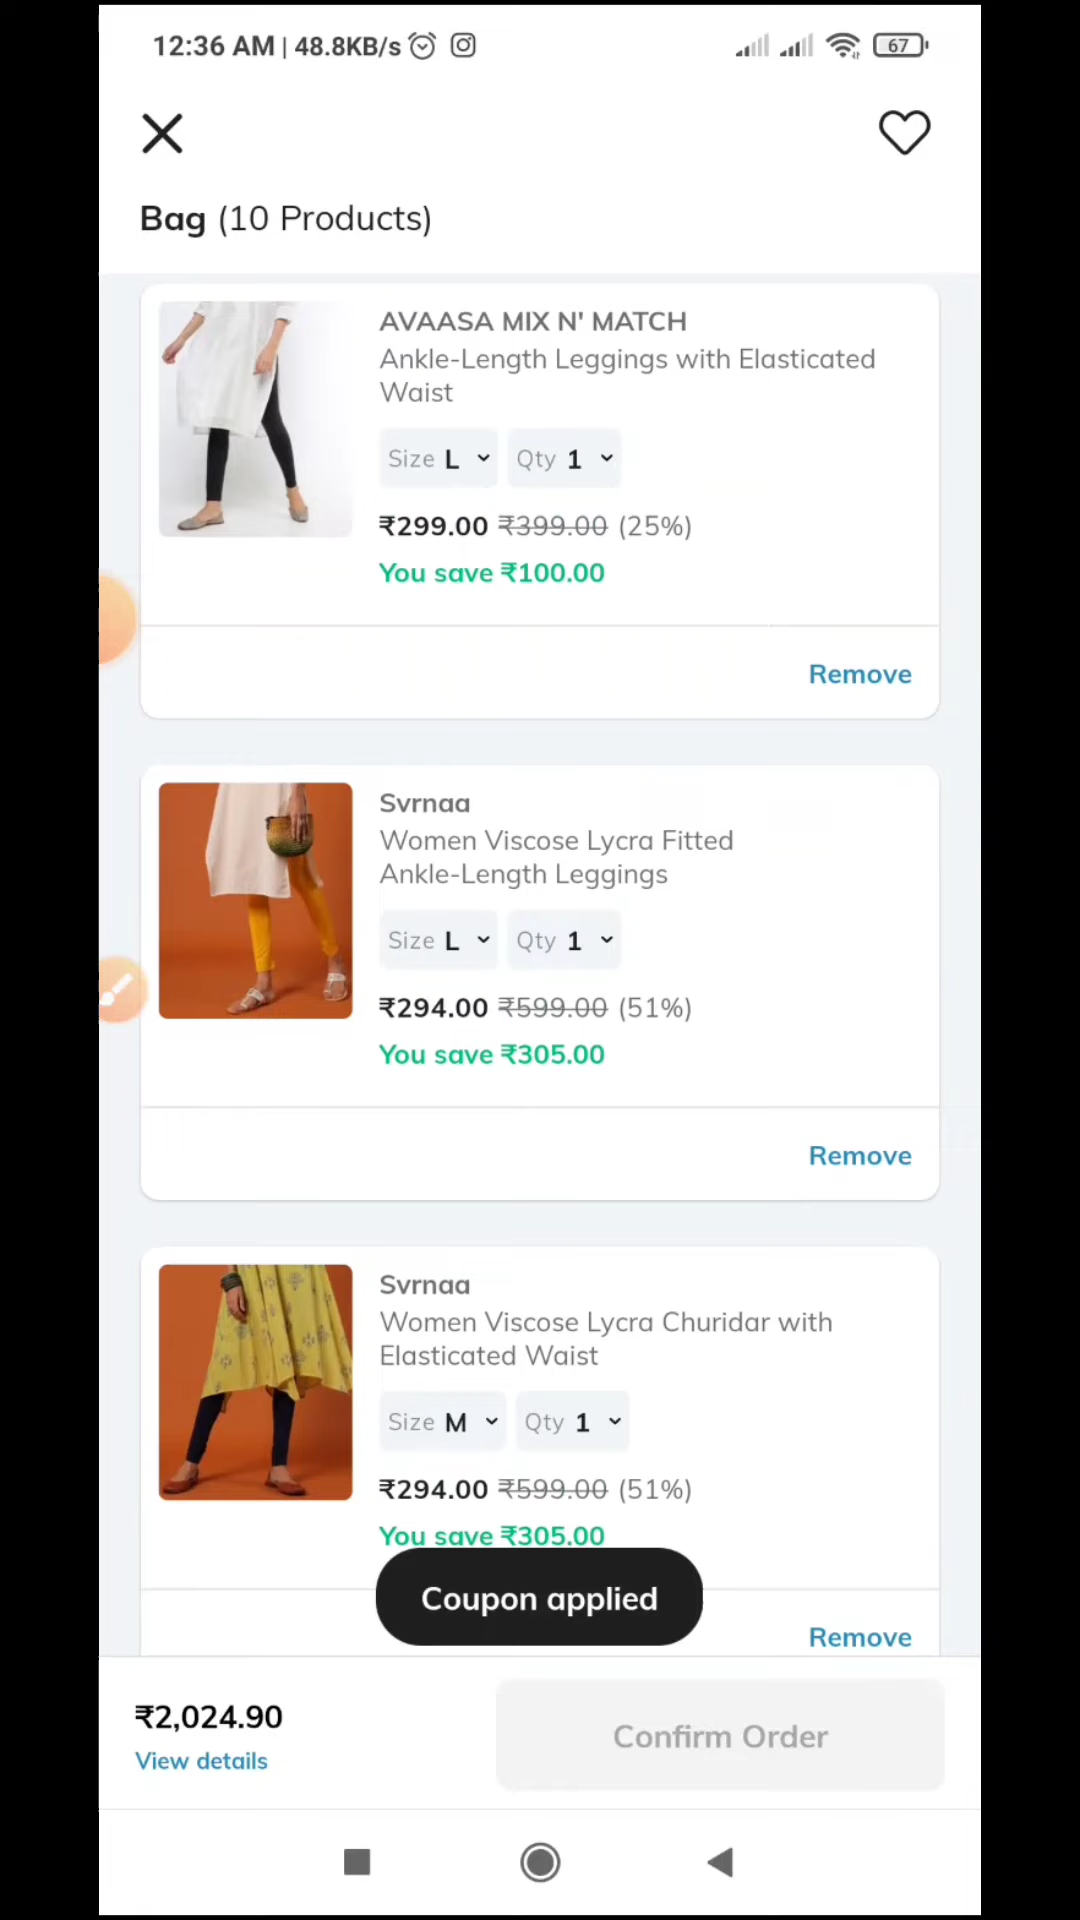 12:36 AM | 48.8KB/s
67
Bag (10 Products)
AVAASA MIX N' MATCH
Ankle-Length Leggings with Elasticated
Waist
Size L Qty 1
₹299.00 ₹399.00 (25%)
You save ₹100.00
Remove
Svrnaa
Women Viscose Lycra Fitted
Ankle-Length Leggings
Size L Qty 1
₹294.00 ₹599.00 (51%)
You save ₹305.00
Remove
Svrnaa
Women Viscose Lycra Churidar with
Elasticated Waist
Size M Qty 1
₹294.00 ₹599.00 (51%)
You save ₹305.00
Coupon applied
Remove
₹2,024.90
View details
Confirm Order